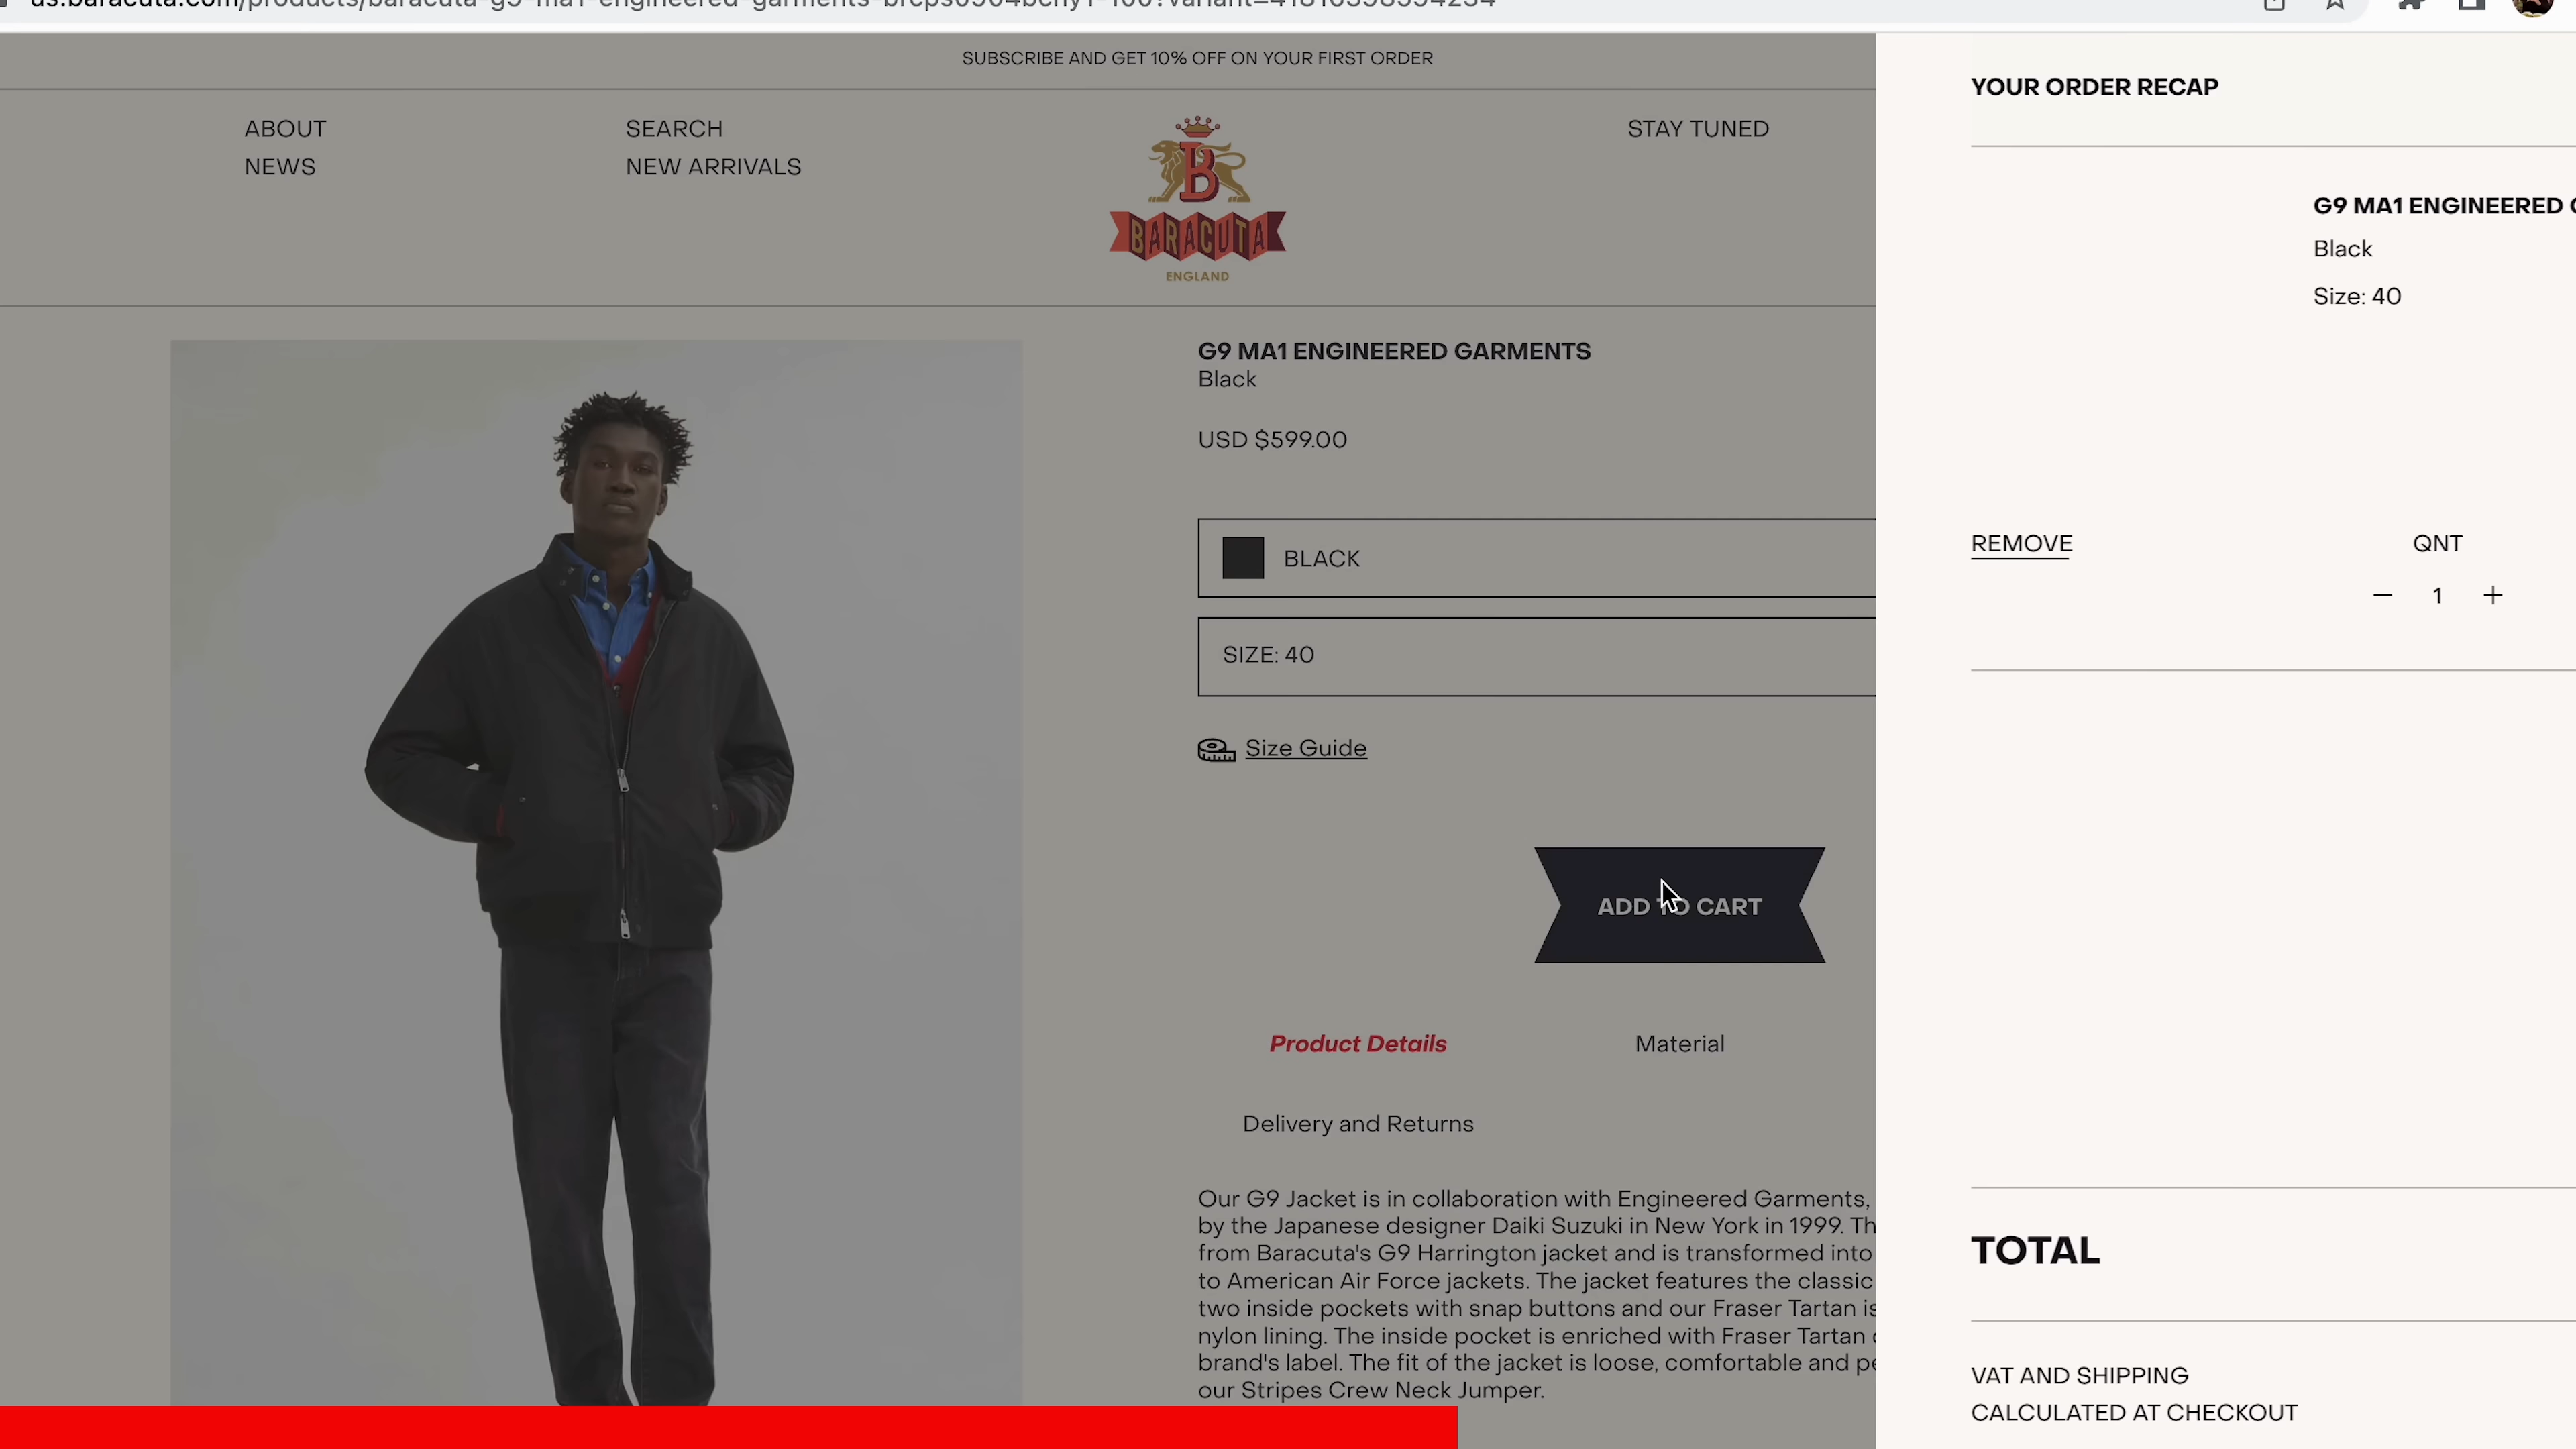 us.baracuta.com/products/baracuta-g9-ma1-engineered-garments-
SUBSCRIBE AND GET 10% OFF ON YOUR FIRST ORDER
ABOUT
NEWS
SEARCH
NEW ARRIVALS
B
BARACUTA
ENGLAND
STAY TUNED
G9 MA1 ENGINEERED GARMENTS
Black
USD $599.00
BLACK
SIZE: 40
Size Guide
ADD TO CART
Product Details
Material
Delivery and Returns
Our G9 Jacket is in collaboration with Engineered Garments,
by the Japanese designer Daiki Suzuki in New York in 1999. Th
from Baracuta's G9 Harrington jacket and is transformed into
to American Air Force jackets. The jacket features the classic
two inside pockets with snap buttons and our Fraser Tartan is
nylon lining. The inside pocket is enriched with Fraser Tartan
brand's label. The fit of the jacket is loose, comfortable and pe
our Stripes Crew Neck Jumper.
YOUR ORDER RECAP
G9 MA1 ENGINEERED
Black
Size: 40
REMOVE
QNT
− 1 +
TOTAL
VAT AND SHIPPING
CALCULATED AT CHECKOUT